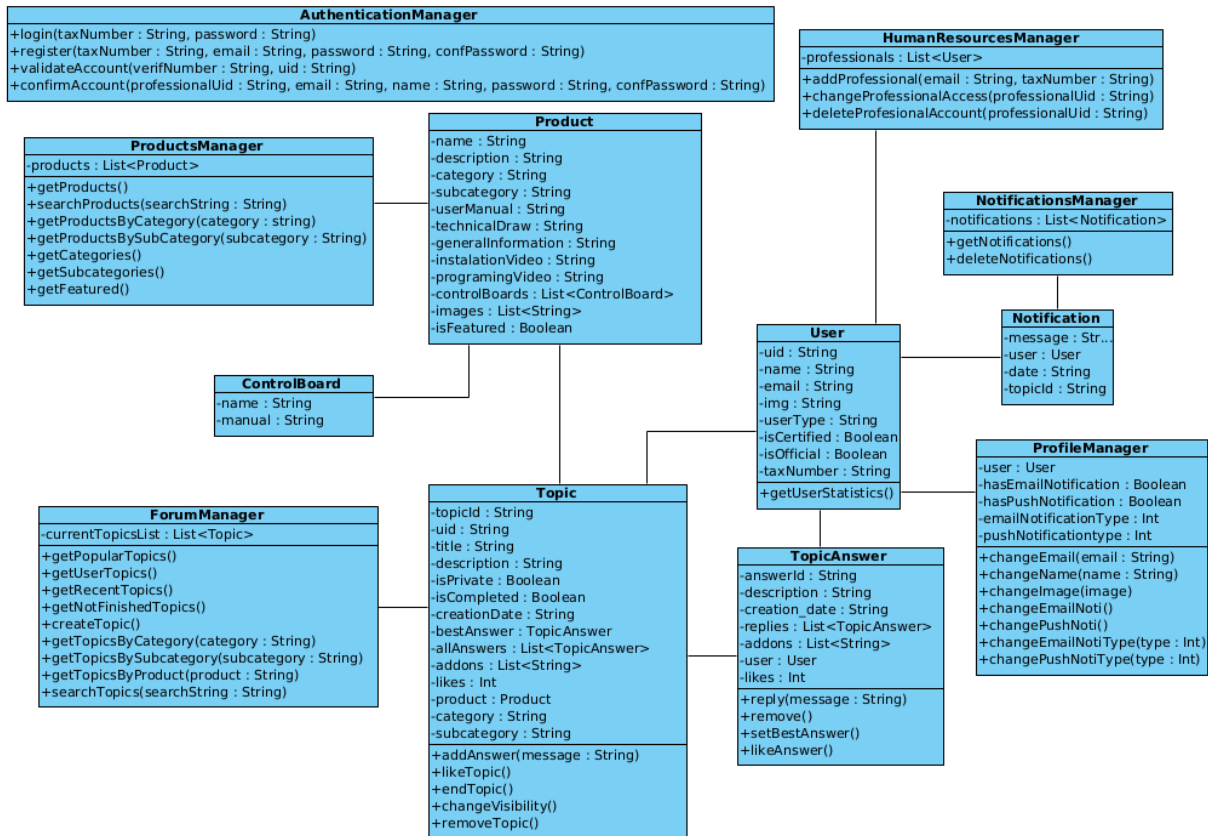 AuthenticationManager
+login(taxNumber : String, password : String)
+register(taxNumber : String, email : String, password : String, confPassword : String)
+validateAccount(verifNumber : String, uid : String)
+confirmAccount(professionalUid : String, email : String, name : String, password : String, confPassword : String)
HumanResourcesManager
-professionals : List<User>
+addProfessional(email : String, taxNumber : String)
+changeProfessionalAccess(professionalUid : String)
+deleteProfesionalAccount(professionalUid : String)
ProductsManager
-products : List<Product>
+getProducts()
+searchProducts(searchString : String)
+getProductsByCategory(category : string)
+getProductsBySubCategory(subcategory : String)
+getCategories()
+getSubcategories()
+getFeatured()
Product
-name : String
-description : String
-category : String
-subcategory : String
-userManual : String
-technicalDraw : String
-generalInformation : String
-instalationVideo : String
-programingVideo : String
-controlBoards : List<ControlBoard>
-images : List<String>
-isFeatured : Boolean
NotificationsManager
-notifications : List<Notification>
+getNotifications()
+deleteNotifications()
Notification
-message : Str...
-user : User
-date : String
-topicId : String
User
-uid : String
-name : String
-email : String
-img : String
-userType : String
-isCertified : Boolean
-isOfficial : Boolean
-taxNumber : String
+getUserStatistics()
ControlBoard
-name : String
-manual : String
ProfileManager
-user : User
-hasEmailNotification : Boolean
-hasPushNotification : Boolean
-emailNotificationType : Int
-pushNotificationtype : Int
+changeEmail(email : String)
+changeName(name : String)
+changeImage(image)
+changeEmailNoti()
+changePushNoti()
+changeEmailNotiType(type : Int)
+changePushNotiType(type : Int)
ForumManager
-currentTopicsList : List<Topic>
+getPopularTopics()
+getUserTopics()
+getRecentTopics()
+getNotFinishedTopics()
+createTopic()
+getTopicsByCategory(category : String)
+getTopicsBySubcategory(subcategory : String)
+getTopicsByProduct(product : String)
+searchTopics(searchString : String)
Topic
-topicId : String
-uid : String
-title : String
-description : String
-isPrivate : Boolean
-isCompleted : Boolean
-creationDate : String
-bestAnswer : TopicAnswer
-allAnswers : List<TopicAnswer>
-addons : List<String>
-likes : Int
-product : Product
-category : String
-subcategory : String
+addAnswer(message : String)
+likeTopic()
+endTopic()
+changeVisibility()
+removeTopic()
TopicAnswer
-answerId : String
-description : String
-creation_date : String
-replies : List<TopicAnswer>
-addons : List<String>
-user : User
-likes : Int
+reply(message : String)
+remove()
+setBestAnswer()
+likeAnswer()